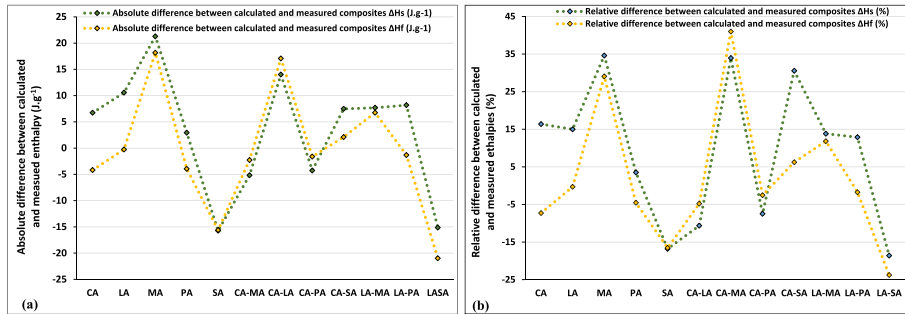 Absolute difference between calculated and measured composites ΔHs (J.g-1)
Absolute difference between calculated and measured composites ΔHf (J.g-1)
Absolute difference between calculated
and measured enthalpy (J.g-1)
25
20
15
10
5
0
-5
-10
-15
-20
-25
CA LA MA PA SA CA-MA CA-LA CA-PA CA-SA LA-MA LA-PA LASA
(a)
Relative difference between calculated and measured composites ΔHs (%)
Relative difference between calculated and measured composites ΔHf (%)
Relative difference between calculated
and measured ethalpies (%)
45
35
25
15
5
-5
-15
-25
CA LA MA PA SA CA-LA CA-MA CA-PA CA-SA LA-MA LA-PA LA-SA
(b)